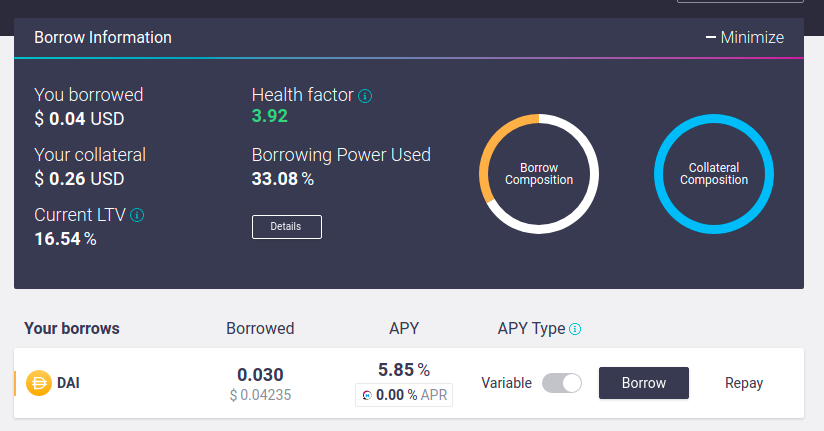 Borrow Information
Minimize
You borrowed
$ 0.04 USD
Your collateral
$ 0.26 USD
Current LTV
16.54 %
Health factor
3.92
Borrowing Power Used
33.08 %
Details
Borrow
Composition
Collateral
Composition
Your borrows Borrowed APY APY Type
DAI
0.030
$ 0.04235
5.85 %
0.00 % APR
Variable
Borrow
Repay